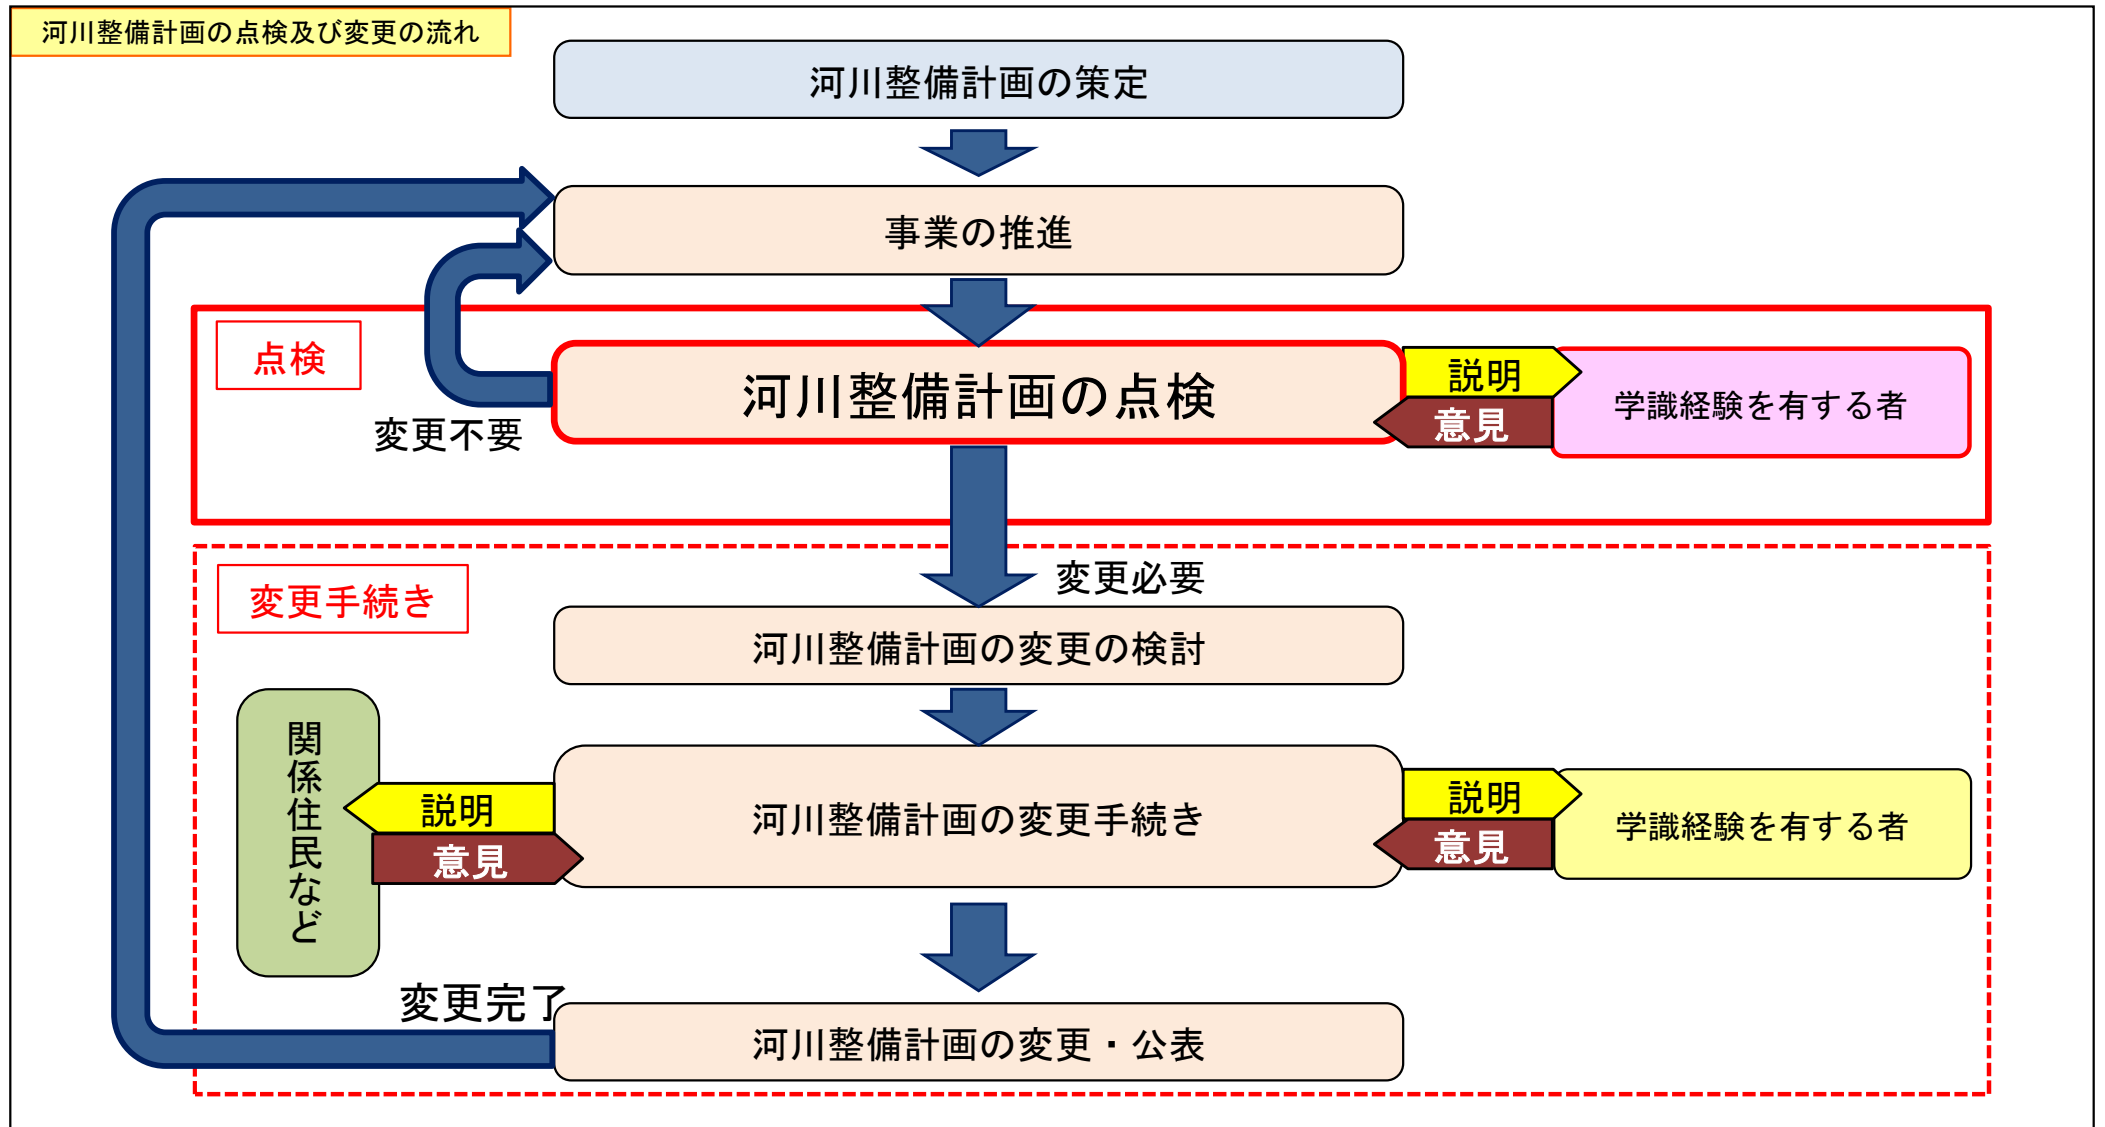 河川整備計画の点検及び変更の流れ
河川整備計画の策定
事業の推進
点検
河川整備計画の点検
説明
意見
学識経験を有する者
変更不要
変更必要
変更手続き
河川整備計画の変更の検討
関係住民など
説明
意見
河川整備計画の変更手続き
説明
意見
学識経験を有する者
変更完了
河川整備計画の変更・公表